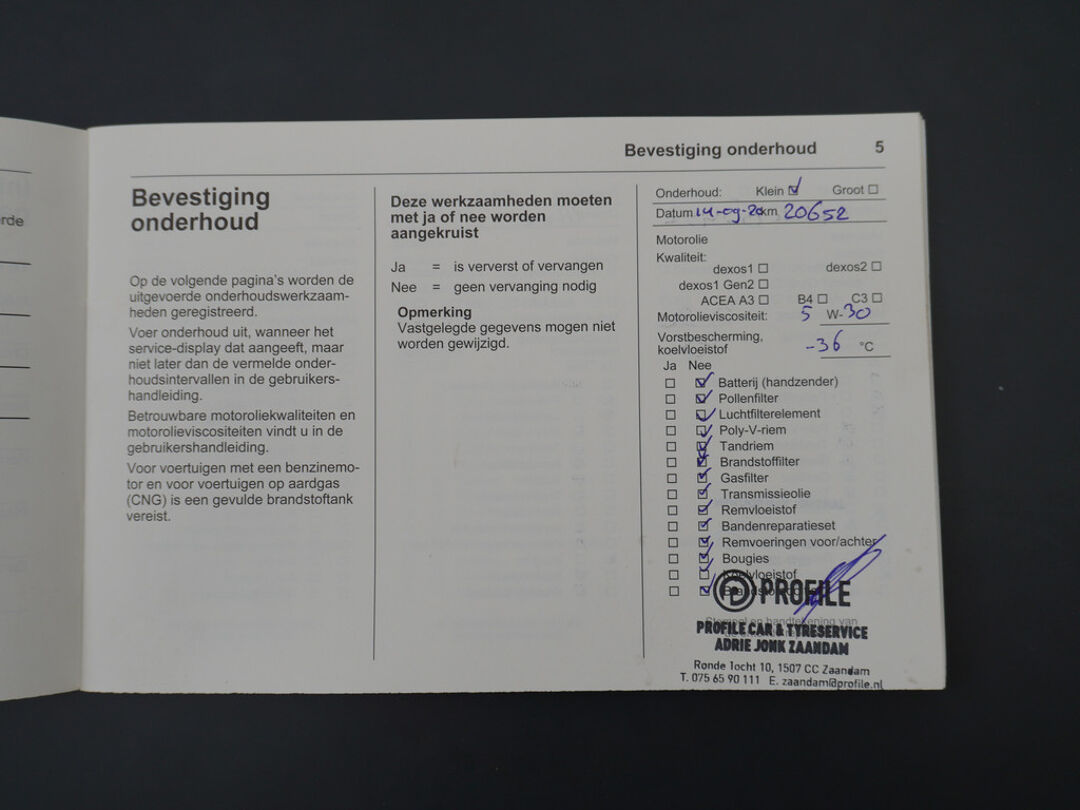 rde
Bevestiging onderhoud 5
Bevestiging
onderhoud
Op de volgende pagina's worden de
uitgevoerde onderhoudswerkzaam-
heden geregistreerd.
Voer onderhoud uit, wanneer het
service-display dat aangeeft, maar
niet later dan de vermelde onder-
houdsintervallen in de gebruikers-
handleiding.
Betrouwbare motoroliekwaliteiten en
motorolieviscositeiten vindt u in de
gebruikershandleiding.
Voor voertuigen met een benzinemo-
tor en voor voertuigen op aardgas
(CNG) is een gevulde brandstoftank
vereist.
Deze werkzaamheden moeten
met ja of nee worden
aangekruist
Ja = is ververst of vervangen
Nee = geen vervanging nodig
Opmerking
Vastgelegde gegevens mogen niet
worden gewijzigd.
Onderhoud: Klein ☑ Groot ☐
Datum 14-09-20 km 20652
Motorolie
Kwaliteit:
dexos1 ☐ dexos2 ☐
dexos1 Gen2 ☐
ACEA A3 ☐ B4 ☐ C3 ☐
Motorolieviscositeit: 5 W-30
Vorstbescherming,
koelvloeistof -36 °C
Ja Nee
☐ ☑ Batterij (handzender)
☐ ☑ Pollenfilter
☐ ☑ Luchtfilterelement
☐ ☑ Poly-V-riem
☐ ☑ Tandriem
☐ ☑ Brandstoffilter
☐ ☑ Gasfilter
☐ ☑ Transmissieolie
☐ ☑ Remvloeistof
☐ ☑ Bandenreparatieset
☐ ☑ Remvoeringen voor/achter
☐ ☑ Bougies
☐ ☑ Koelvloeistof
☐ ☑
PROFILE
Stempel en handtekening van
PROFILE CAR & TYRESERVICE
ADRIE JONK ZAANDAM
Ronde Tocht 10, 1507 CC Zaandam
T. 075 65 90 111 E. zaandam@profile.nl